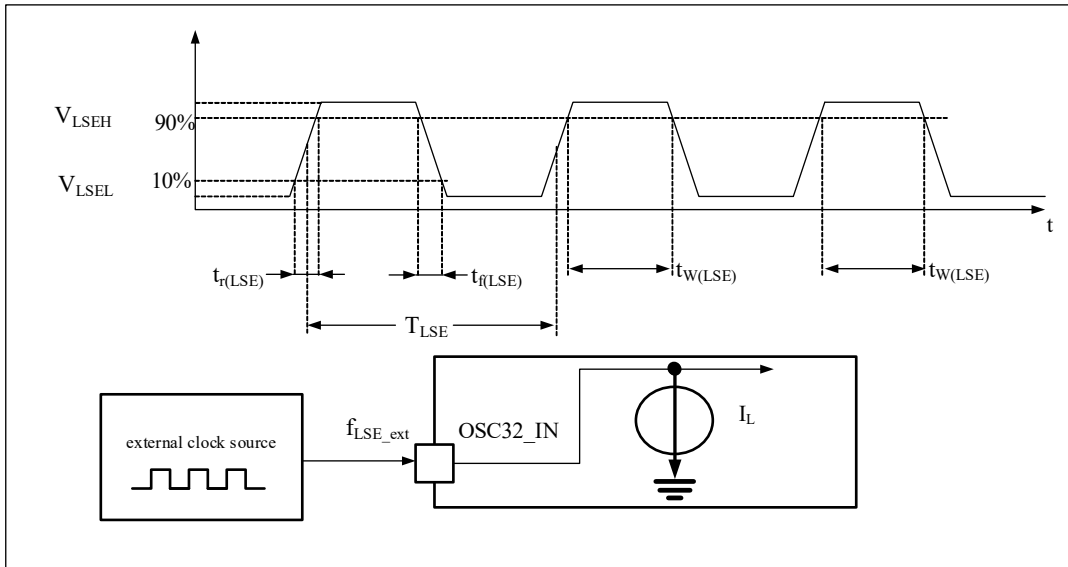 V_LSEH
90%
V_LSEL
10%
t
t_r(LSE)
t_f(LSE)
t_W(LSE)
t_W(LSE)
T_LSE
external clock source
f_LSE_ext
OSC32_IN
I_L